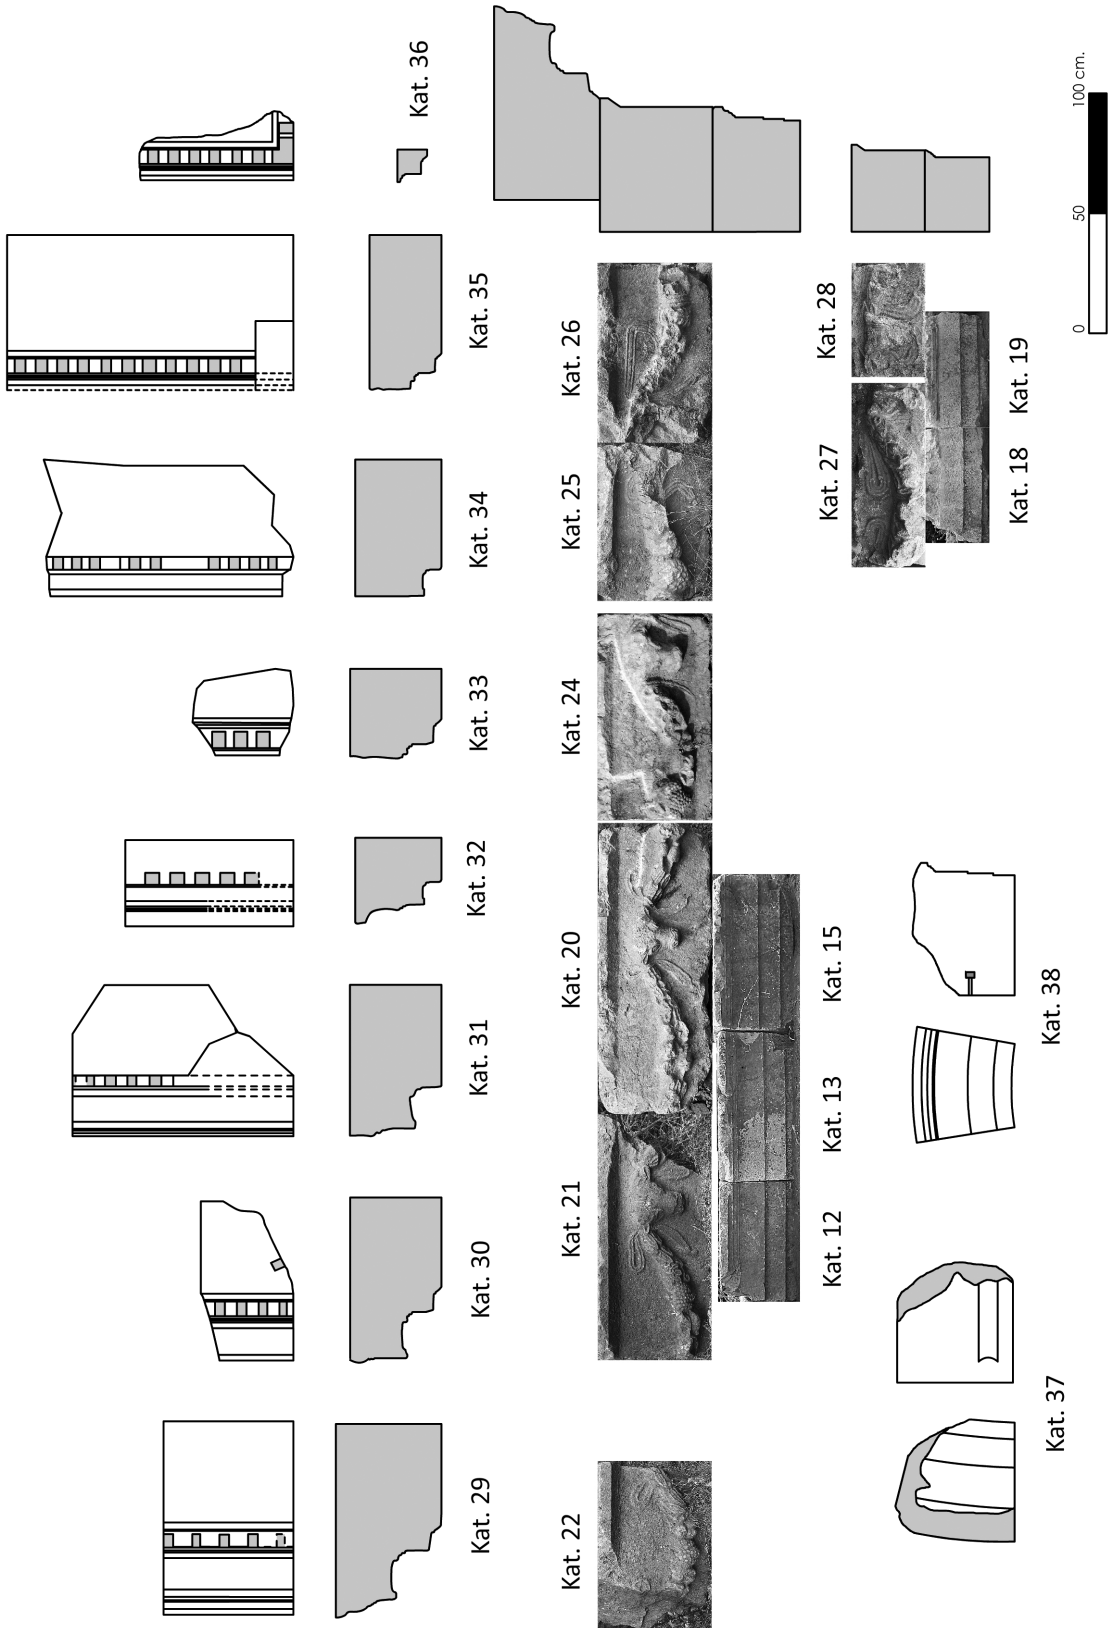 Kat. 29
Kat. 30
Kat. 31
Kat. 32
Kat. 33
Kat. 34
Kat. 35
Kat. 36
Kat. 22
Kat. 21
Kat. 20
Kat. 24
Kat. 25
Kat. 26
Kat. 12
Kat. 13
Kat. 15
Kat. 27
Kat. 28
Kat. 18
Kat. 19
Kat. 37
Kat. 38
0
50
100 cm.